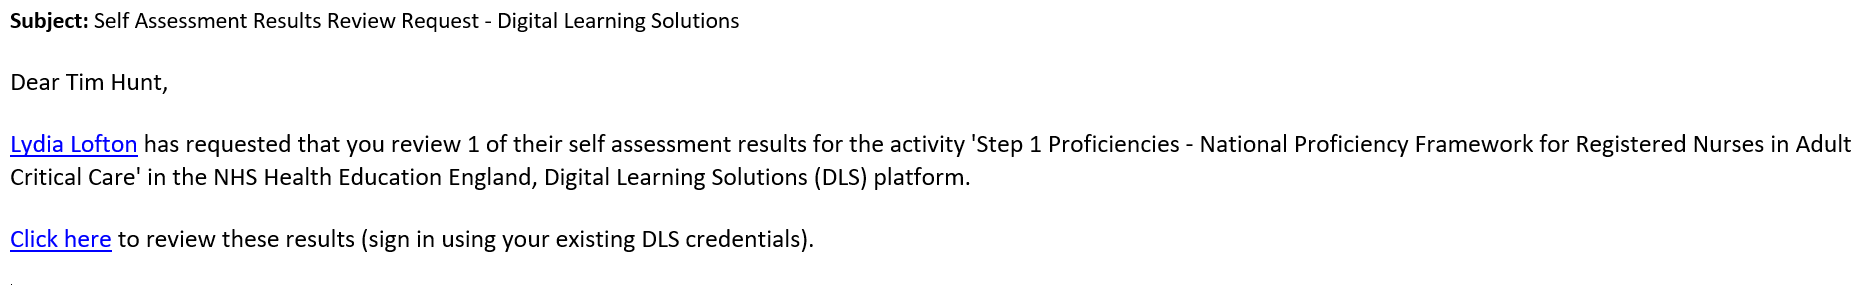 Subject: Self Assessment Results Review Request - Digital Learning Solutions
Dear Tim Hunt,
Lydia Lofton has requested that you review 1 of their self assessment results for the activity 'Step 1 Proficiencies - National Proficiency Framework for Registered Nurses in Adult
Critical Care' in the NHS Health Education England, Digital Learning Solutions (DLS) platform.
Click here to review these results (sign in using your existing DLS credentials).